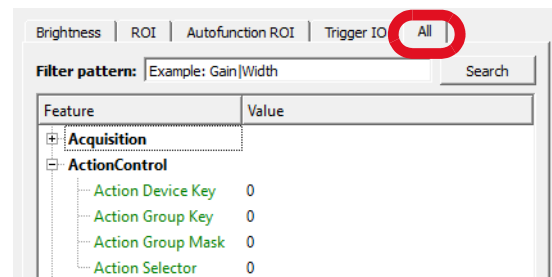 Brightness ROI Autofunction ROI Trigger IO All
Filter pattern: Example: Gain|Width Search
Feature Value
Acquisition
ActionControl
Action Device Key 0
Action Group Key 0
Action Group Mask 0
Action Selector 0